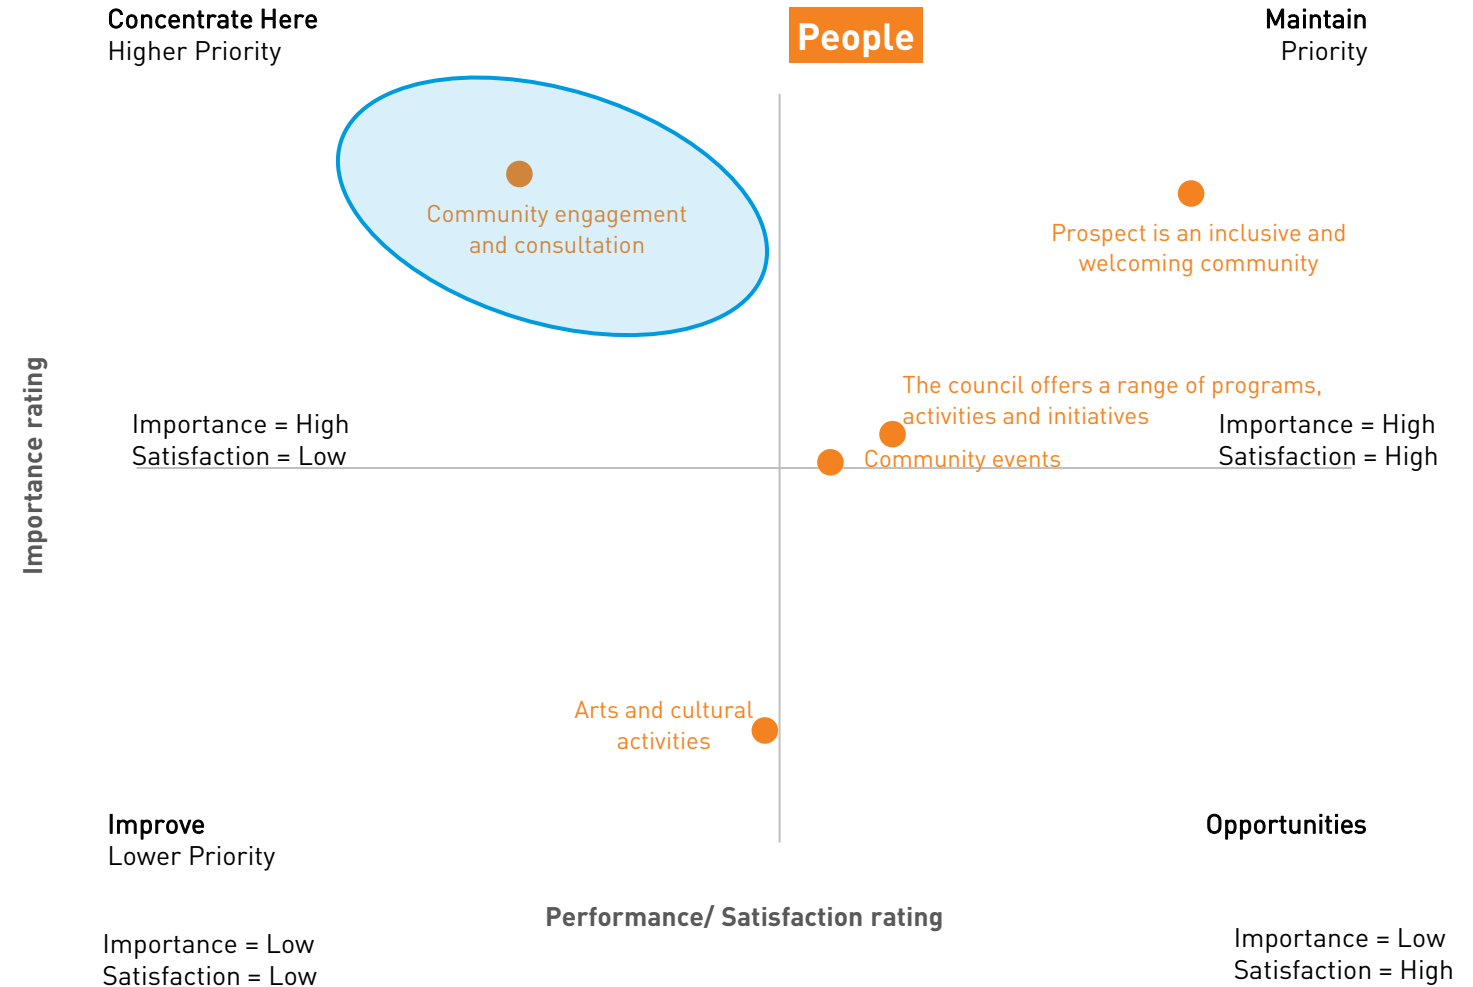 Concentrate Here
Higher Priority
People
Maintain
Priority
Community engagement
and consultation
Prospect is an inclusive and
welcoming community
The council offers a range of programs,
activities and initiatives
Importance = High
Satisfaction = Low
Importance = High
Satisfaction = High
Community events
Importance rating
Arts and cultural
activities
Improve
Lower Priority
Opportunities
Performance/ Satisfaction rating
Importance = Low
Satisfaction = Low
Importance = Low
Satisfaction = High